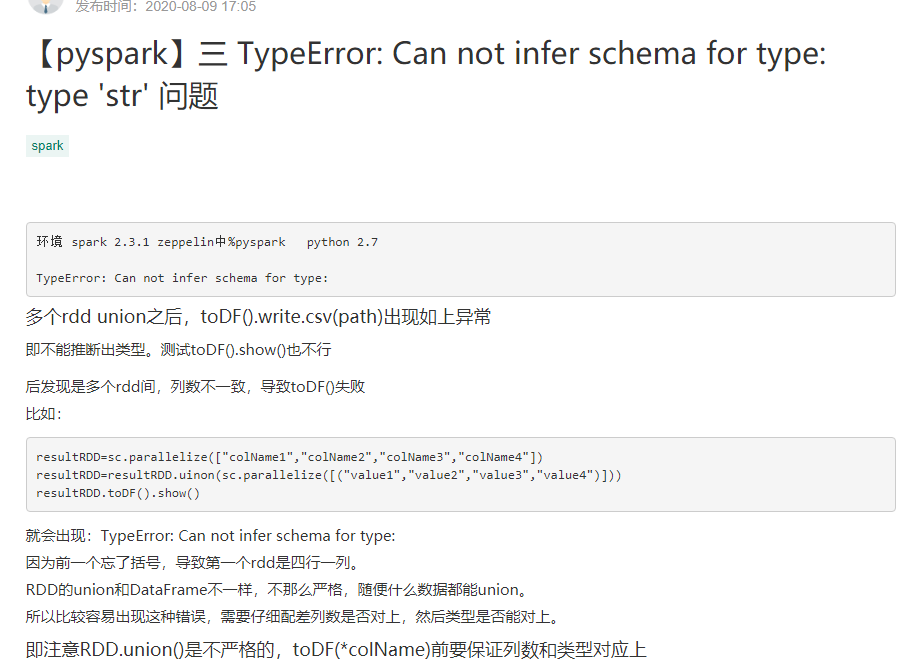 发布时间：2020-08-09 17:05
【pyspark】三 TypeError: Can not infer schema for type:
type 'str' 问题
spark
环境 spark 2.3.1 zeppelin中%pyspark   python 2.7
TypeError: Can not infer schema for type:
多个rdd union之后，toDF().write.csv(path)出现如上异常
即不能推断出类型。测试toDF().show()也不行
后发现是多个rdd间，列数不一致，导致toDF()失败
比如：
resultRDD=sc.parallelize(["colName1","colName2","colName3","colName4"])
resultRDD=resultRDD.uinon(sc.parallelize([("value1","value2","value3","value4")]))
resultRDD.toDF().show()
就会出现：TypeError: Can not infer schema for type:
因为前一个忘了括号，导致第一个rdd是四行一列。
RDD的union和DataFrame不一样，不那么严格，随便什么数据都能union。
所以比较容易出现这种错误，需要仔细配差列数是否对上，然后类型是否能对上。
即注意RDD.union()是不严格的，toDF(*colName)前要保证列数和类型对应上